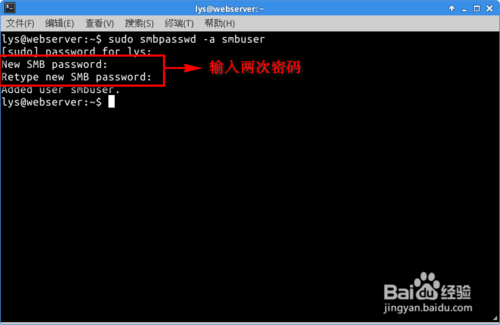 lys@webserver: ~
文件(F) 编辑(E) 查看(V) 搜索(S) 终端(T) 帮助(H)
lys@webserver:~$ sudo smbpasswd -a smbuser
[sudo] password for lys:
New SMB password:
Retype new SMB password:
输入两次密码
Added user smbuser.
lys@webserver:~$
Bai du 经验
jingyan.baidu.com